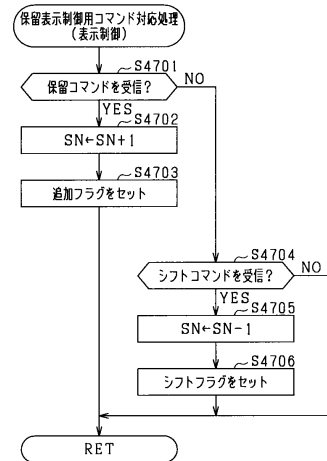 保留表示制御用コマンド対応処理
(表示制御)
S4701
保留コマンドを受信?
NO
YES
S4702
SN←SN+1
S4703
追加フラグをセット
S4704
シフトコマンドを受信?
NO
YES
S4705
SN←SN-1
S4706
シフトフラグをセット
RET